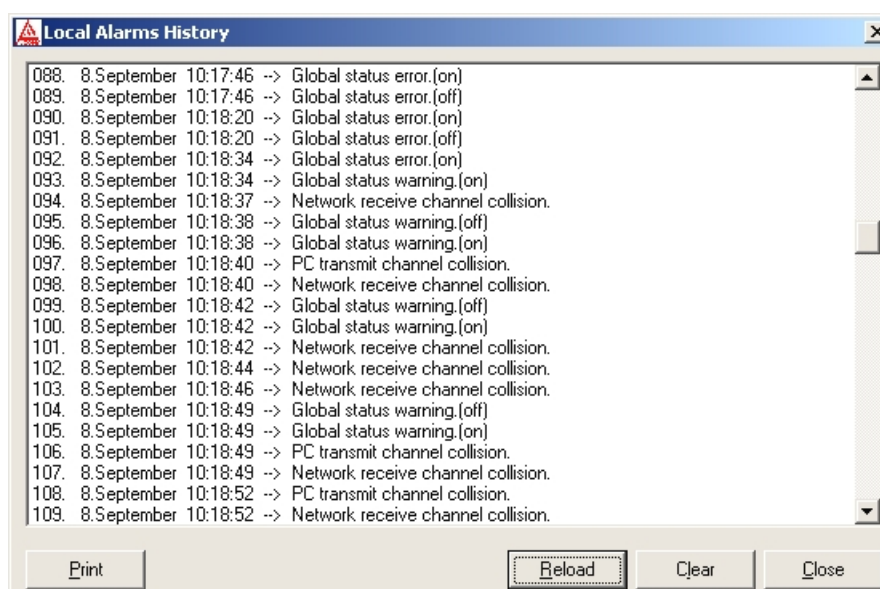 Local Alarms History
088. 8.September 10:17:46 --> Global status error.(on)
089. 8.September 10:17:46 --> Global status error.(off)
090. 8.September 10:18:20 --> Global status error.(on)
091. 8.September 10:18:20 --> Global status error.(off)
092. 8.September 10:18:34 --> Global status error.(on)
093. 8.September 10:18:34 --> Global status warning.(on)
094. 8.September 10:18:37 --> Network receive channel collision.
095. 8.September 10:18:38 --> Global status warning.(off)
096. 8.September 10:18:38 --> Global status warning.(on)
097. 8.September 10:18:40 --> PC transmit channel collision.
098. 8.September 10:18:40 --> Network receive channel collision.
099. 8.September 10:18:42 --> Global status warning.(off)
100. 8.September 10:18:42 --> Global status warning.(on)
101. 8.September 10:18:42 --> Network receive channel collision.
102. 8.September 10:18:44 --> Network receive channel collision.
103. 8.September 10:18:46 --> Network receive channel collision.
104. 8.September 10:18:49 --> Global status warning.(off)
105. 8.September 10:18:49 --> Global status warning.(on)
106. 8.September 10:18:49 --> PC transmit channel collision.
107. 8.September 10:18:49 --> Network receive channel collision.
108. 8.September 10:18:52 --> PC transmit channel collision.
109. 8.September 10:18:52 --> Network receive channel collision.
Print Reload Clear Close